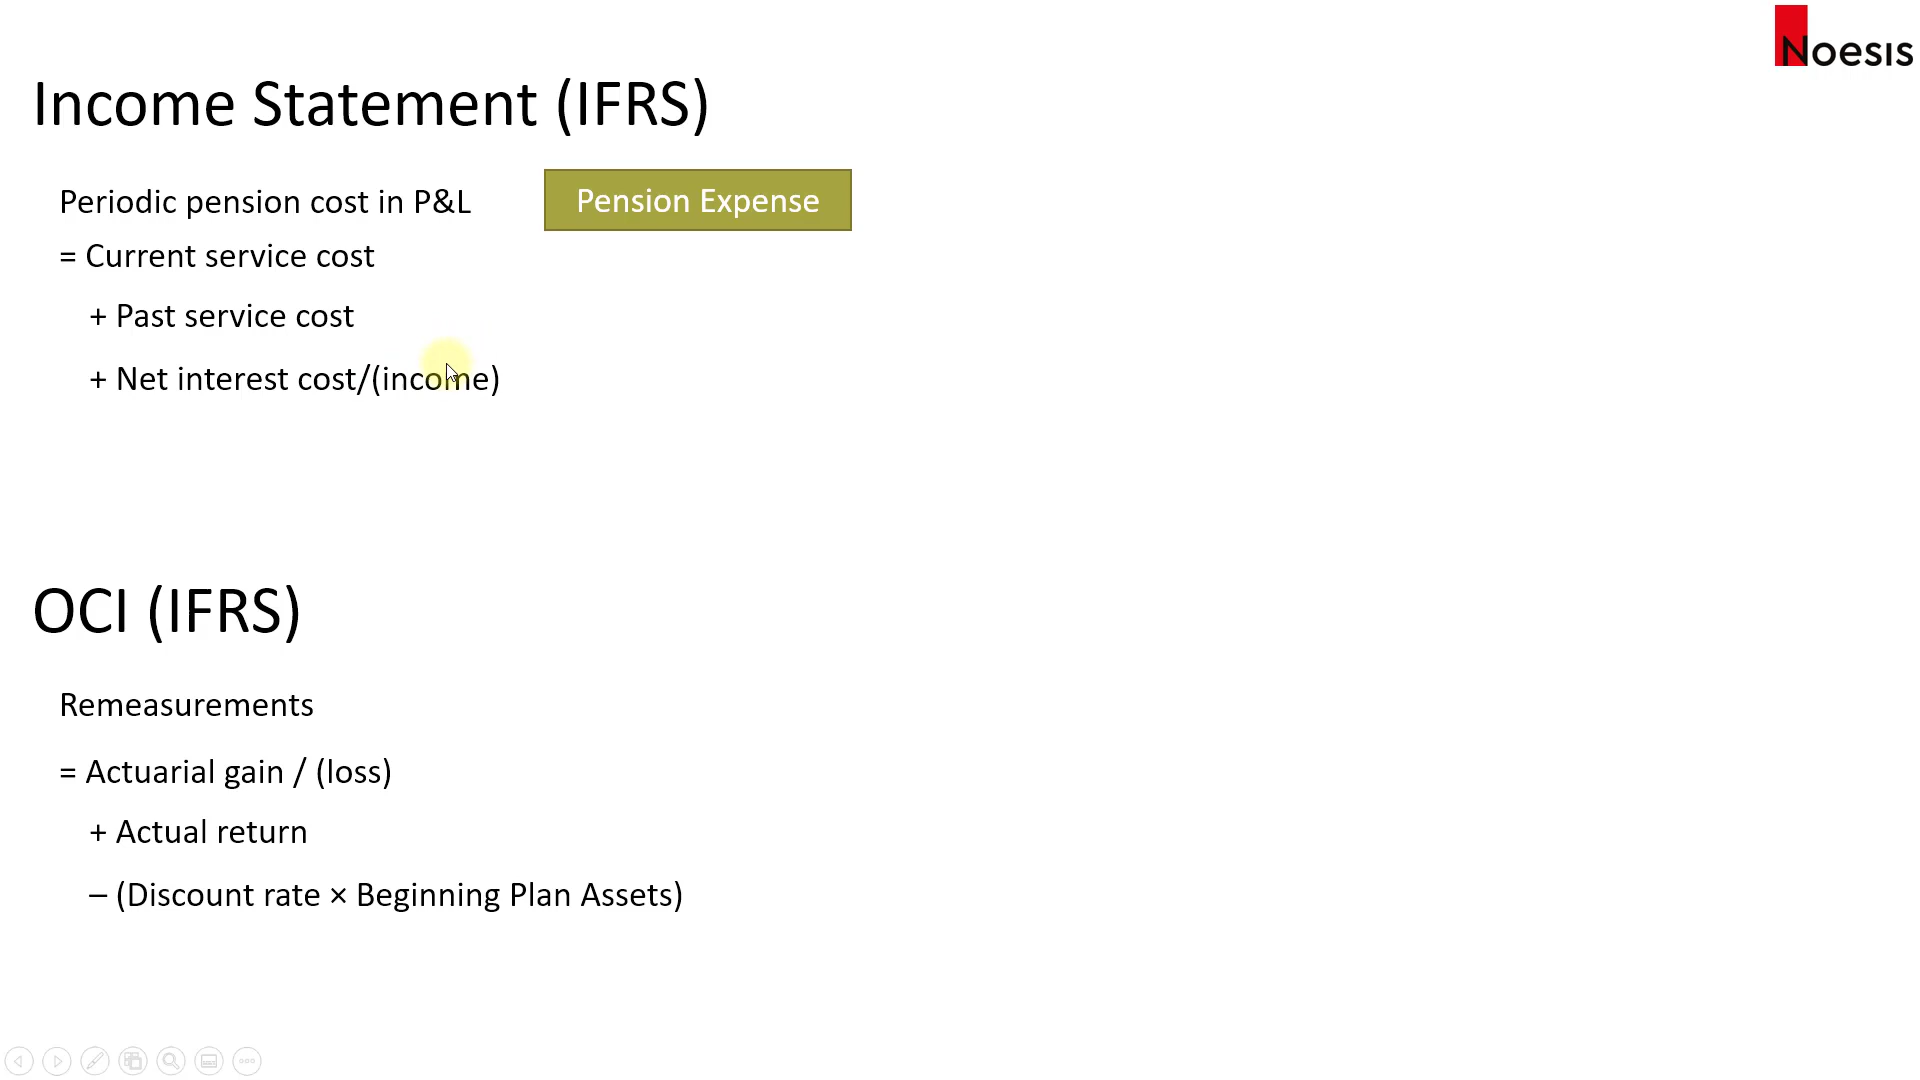 Noesis
Income Statement (IFRS)
Periodic pension cost in P&L
Pension Expense
= Current service cost
+ Past service cost
+ Net interest cost/(income)
OCI (IFRS)
Remeasurements
= Actuarial gain / (loss)
+ Actual return
– (Discount rate × Beginning Plan Assets)